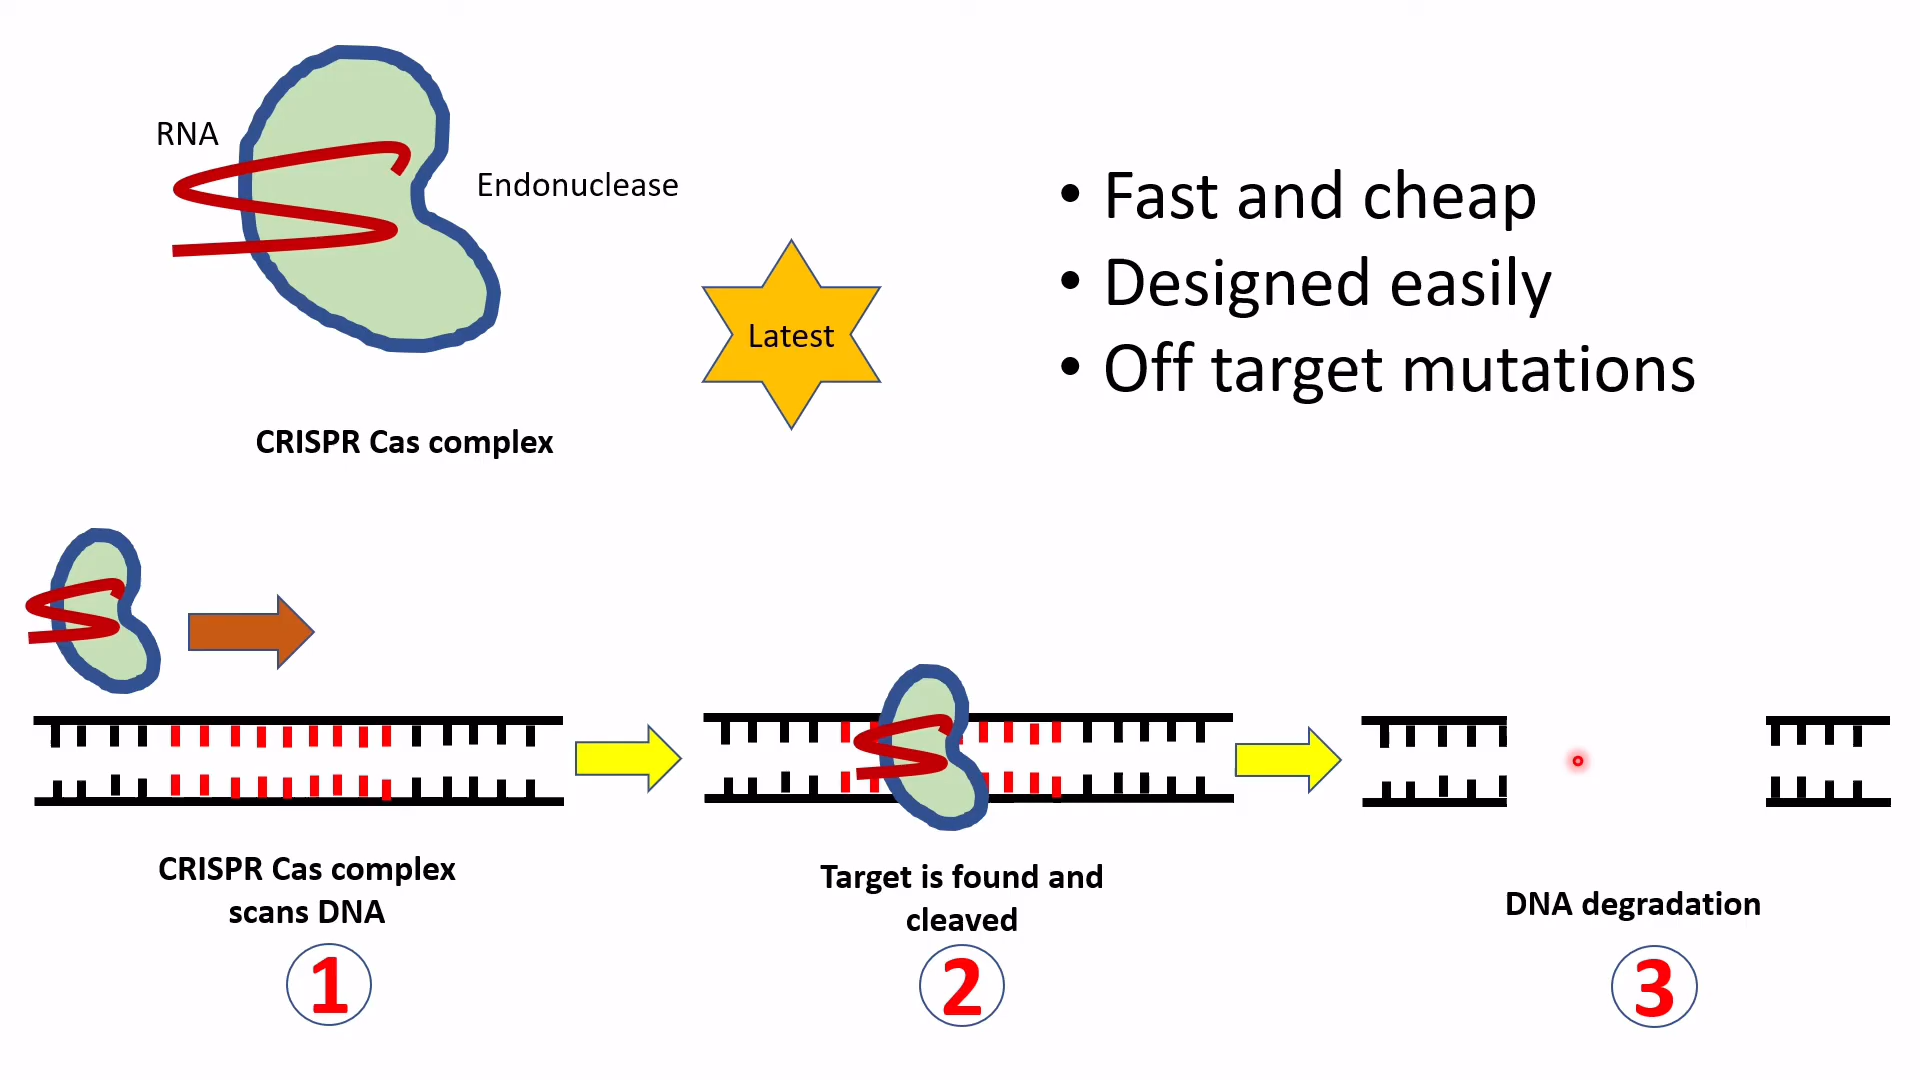 RNA
Endonuclease
Latest
CRISPR Cas complex
• Fast and cheap
• Designed easily
• Off target mutations
CRISPR Cas complex
scans DNA
1
Target is found and
cleaved
2
DNA degradation
3